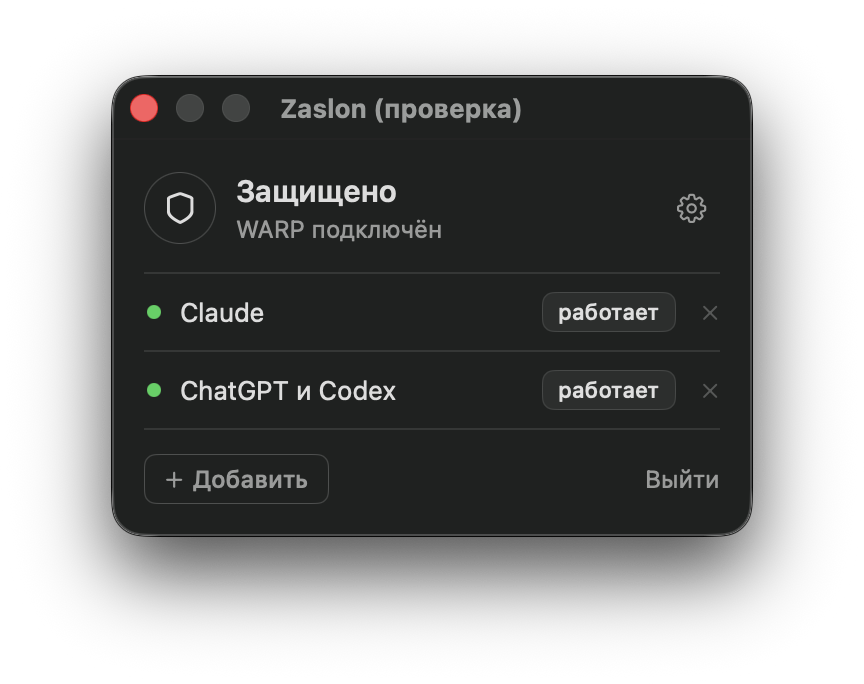 Zaslon (проверка)
Защищено
WARP подключён
Claude
работает
ChatGPT и Codex
работает
+ Добавить
Выйти